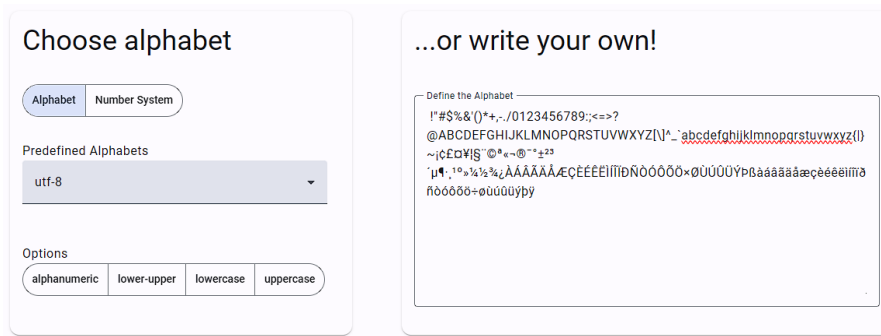 Choose alphabet
Alphabet
Number System
Predefined Alphabets
utf-8
Options
alphanumeric
lower-upper
lowercase
uppercase
...or write your own!
Define the Alphabet
!"#$%&'()*+,-./0123456789:;<=>?
@ABCDEFGHIJKLMNOPQRSTUVWXYZ[\]^_`abcdefghijklmnopqrstuvwxyz{|}
~¡¢£¤¥¦§¨©ª«¬®¯°±²³
´µ¶·¸¹º»¼½¾¿ÀÁÂÃÄÅÆÇÈÉÊËÌÍÎÏÐÑÒÓÔÕÖ×ØÙÚÛÜÝÞßàáâãäåæçèéêëìíîïð
ñòóôõö÷øùúûüýþÿ